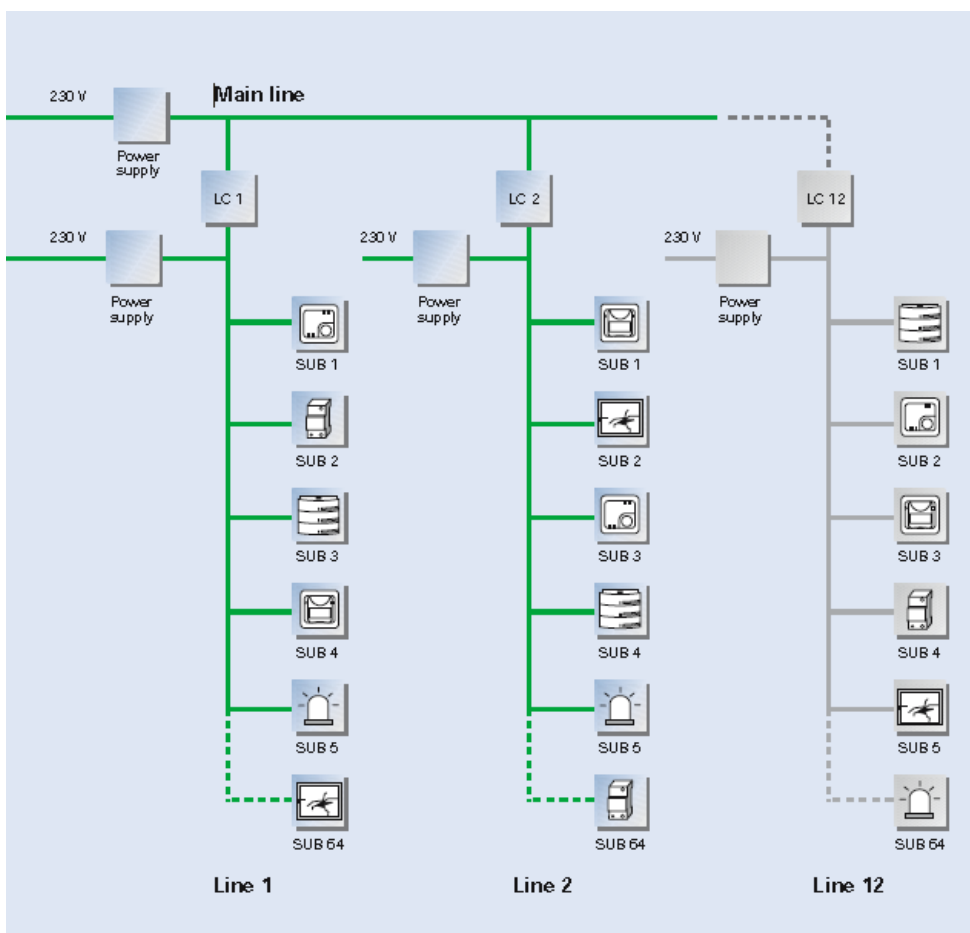 230 V
Main line
Power
supply
LC 1
LC 2
LC 12
230 V
230 V
230 V
Power
supply
Power
supply
Power
supply
SUB 1
SUB 1
SUB 1
SUB 2
SUB 2
SUB 2
SUB 3
SUB 3
SUB 3
SUB 4
SUB 4
SUB 4
SUB 5
SUB 5
SUB 5
SUB 64
SUB 64
SUB 64
Line 1
Line 2
Line 12